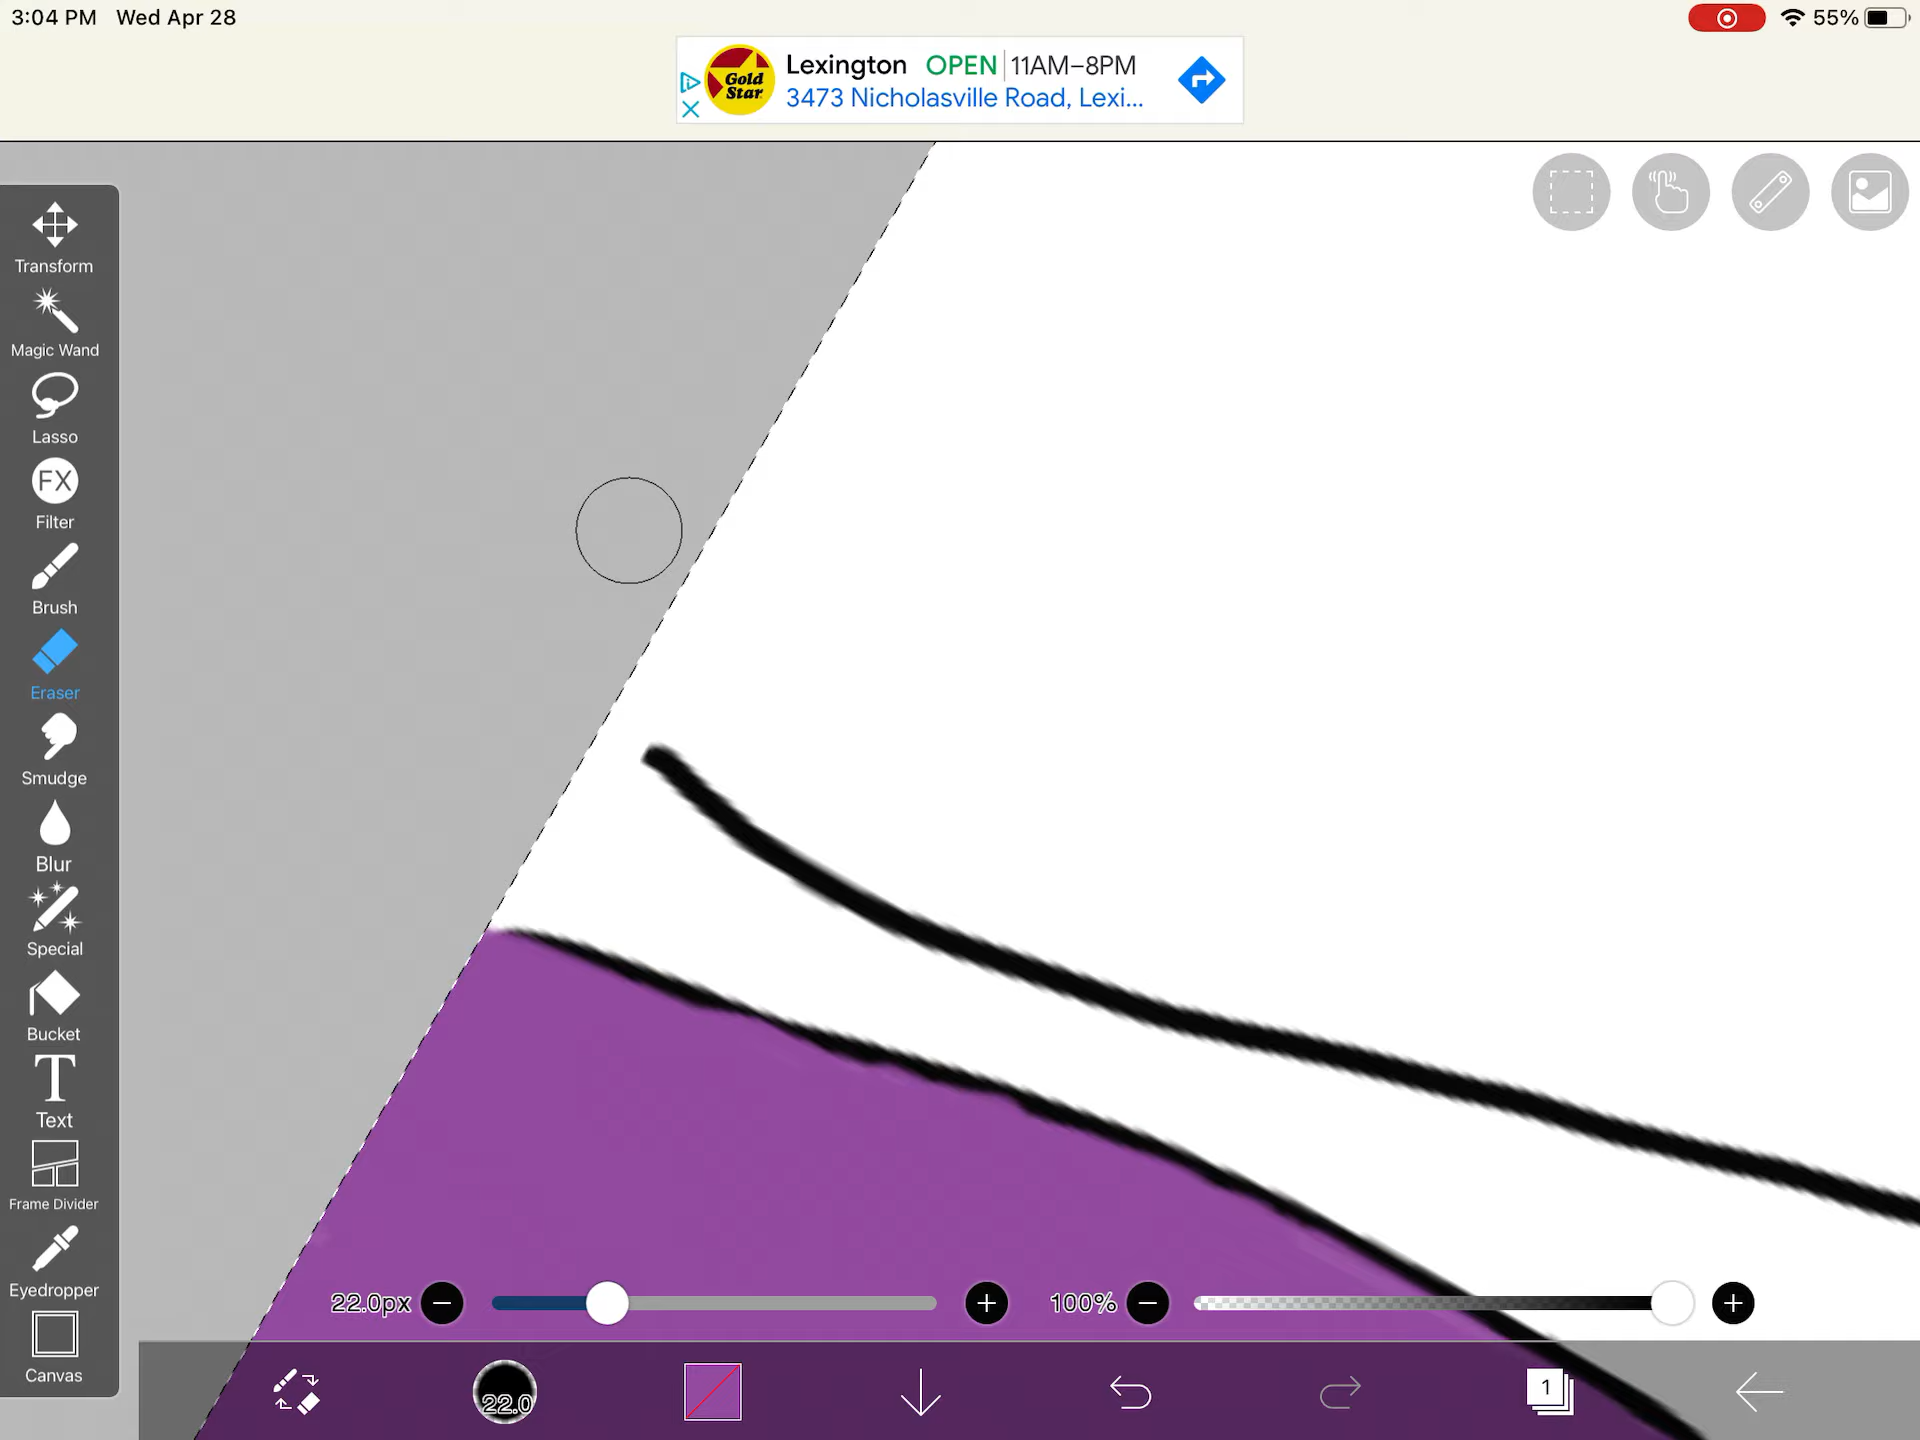 3:04 PM Wed Apr 28
55%
Gold
Star
Lexington OPEN 11AM–8PM
3473 Nicholasville Road, Lexi...
Transform
Magic Wand
Lasso
FX
Filter
Brush
Eraser
Smudge
Blur
Special
Bucket
T
Text
Frame Divider
Eyedropper
Canvas
22.0px
100%
22.0
1